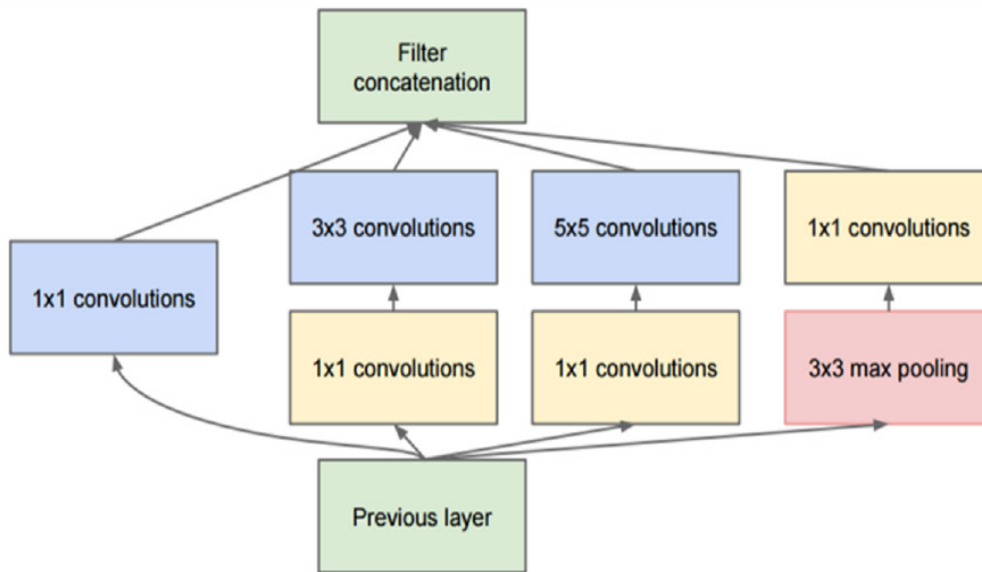 Filter
concatenation
3x3 convolutions
5x5 convolutions
1x1 convolutions
1x1 convolutions
1x1 convolutions
1x1 convolutions
3x3 max pooling
Previous layer